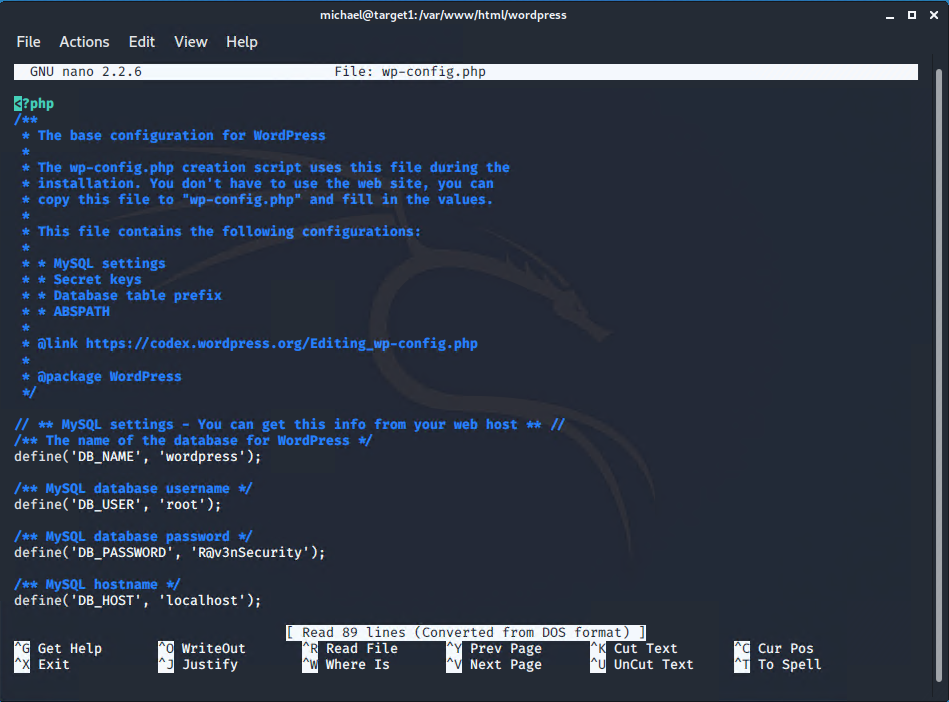 michael@target1:/var/www/html/wordpress
File Actions Edit View Help
GNU nano 2.2.6 File: wp-config.php
<?php
/**
 * The base configuration for WordPress
 *
 * The wp-config.php creation script uses this file during the
 * installation. You don't have to use the web site, you can
 * copy this file to "wp-config.php" and fill in the values.
 *
 * This file contains the following configurations:
 *
 * * MySQL settings
 * * Secret keys
 * * Database table prefix
 * * ABSPATH
 *
 * @link https://codex.wordpress.org/Editing_wp-config.php
 *
 * @package WordPress
 */
// ** MySQL settings - You can get this info from your web host ** //
/** The name of the database for WordPress */
define('DB_NAME', 'wordpress');
/** MySQL database username */
define('DB_USER', 'root');
/** MySQL database password */
define('DB_PASSWORD', 'R@v3nSecurity');
/** MySQL hostname */
define('DB_HOST', 'localhost');
[ Read 89 lines (Converted from DOS format) ]
^G Get Help ^O WriteOut ^R Read File ^Y Prev Page ^K Cut Text ^C Cur Pos
^X Exit ^J Justify ^W Where Is ^V Next Page ^U UnCut Text ^T To Spell